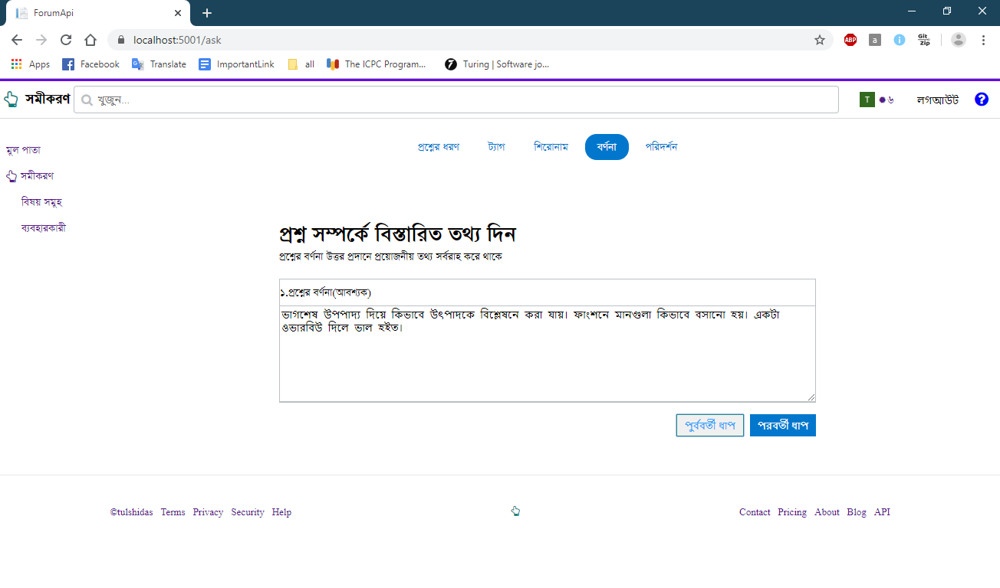 ForumApi
localhost:5001/ask
ABP
a
Git
zip
Apps
Facebook
Translate
ImportantLink
all
The ICPC Program...
Turing | Software jo...
সমীকরণ
খুজুন...
T
৬
লগআউট
?
মুল পাতা
সমীকরণ
বিষয় সমুহ
ব্যবহারকারী
প্রশ্নের ধরণ ট্যাগ শিরোনাম বর্ণনা পরিদর্শন
প্রশ্ন সম্পর্কে বিস্তারিত তথ্য দিন
প্রশ্নের বর্ণনা উত্তর প্রদানে প্রয়োজনীয় তথ্য সর্বরাহ করে থাকে
১.প্রশ্নের বর্ণনা(আবশ্যক)
ভাগশেষ উপপাদ্য দিয়ে কিভাবে উৎপাদকে বিশ্লেষনে করা যায়। ফাংশনে মানগুলা কিভাবে বসানো হয়। একটা
ওভারবিউ দিলে ভাল হইত।
পুর্ববর্তী ধাপ পরবর্তী ধাপ
©tulshidas Terms Privacy Security Help
Contact Pricing About Blog API